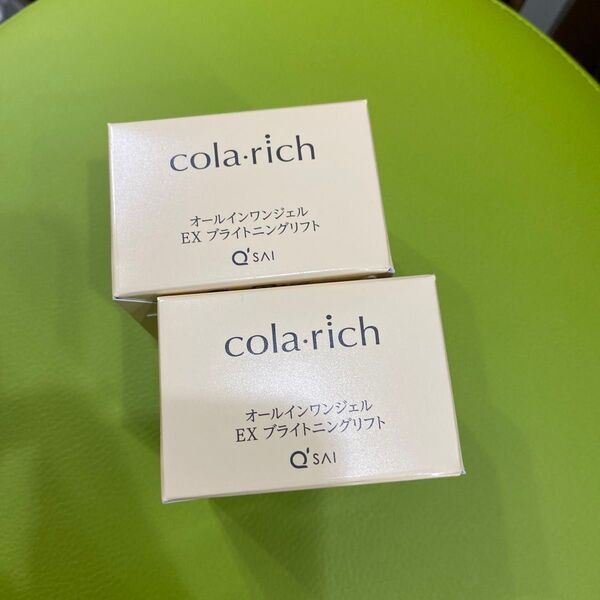 cola·rich
オールインワンジェル
EX ブライトニングリフト
Q'SAI
cola·rich
オールインワンジェル
EX ブライトニングリフト
Q'SAI